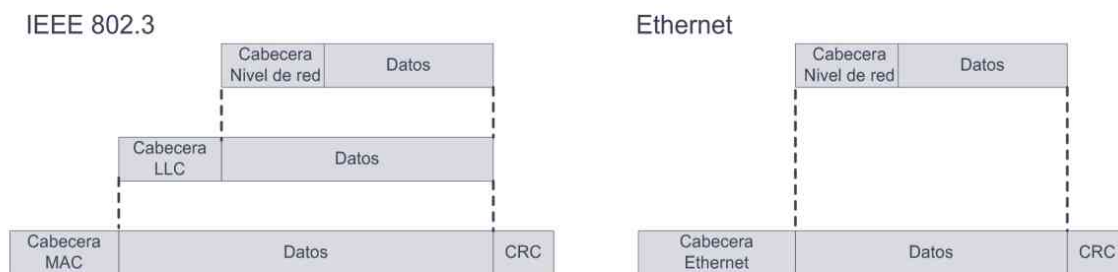 IEEE 802.3
Cabecera
Nivel de red
Datos
Cabecera
LLC
Datos
Cabecera
MAC
Datos
CRC
Ethernet
Cabecera
Nivel de red
Datos
Cabecera
Ethernet
Datos
CRC